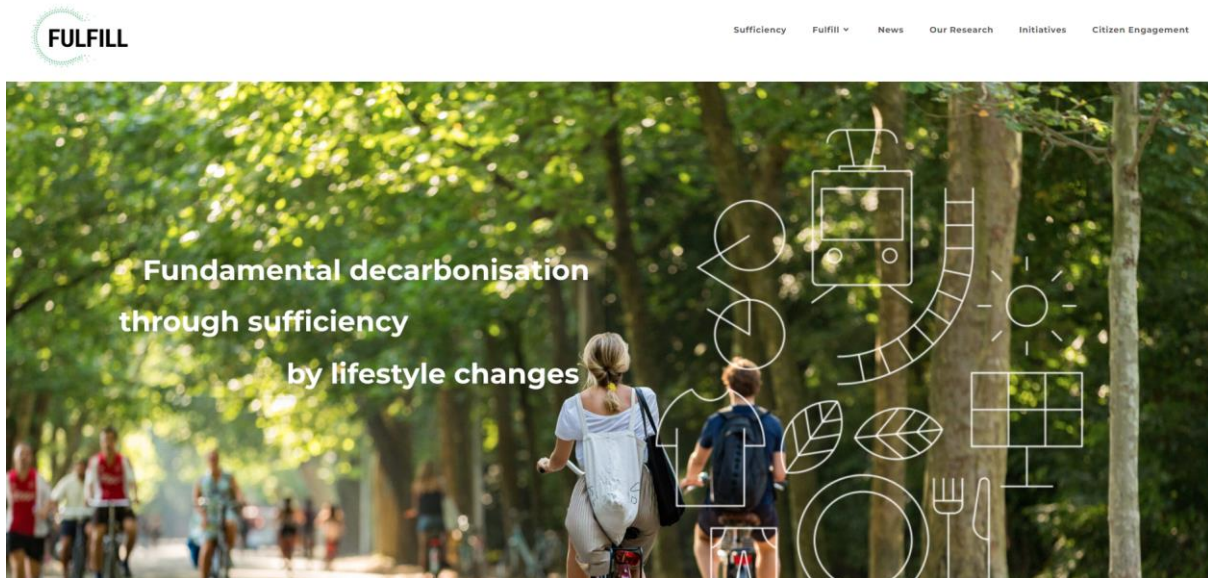 FULFILL
Sufficiency Fulfill News Our Research Initiatives Citizen Engagement
Fundamental decarbonisation
through sufficiency
by lifestyle changes